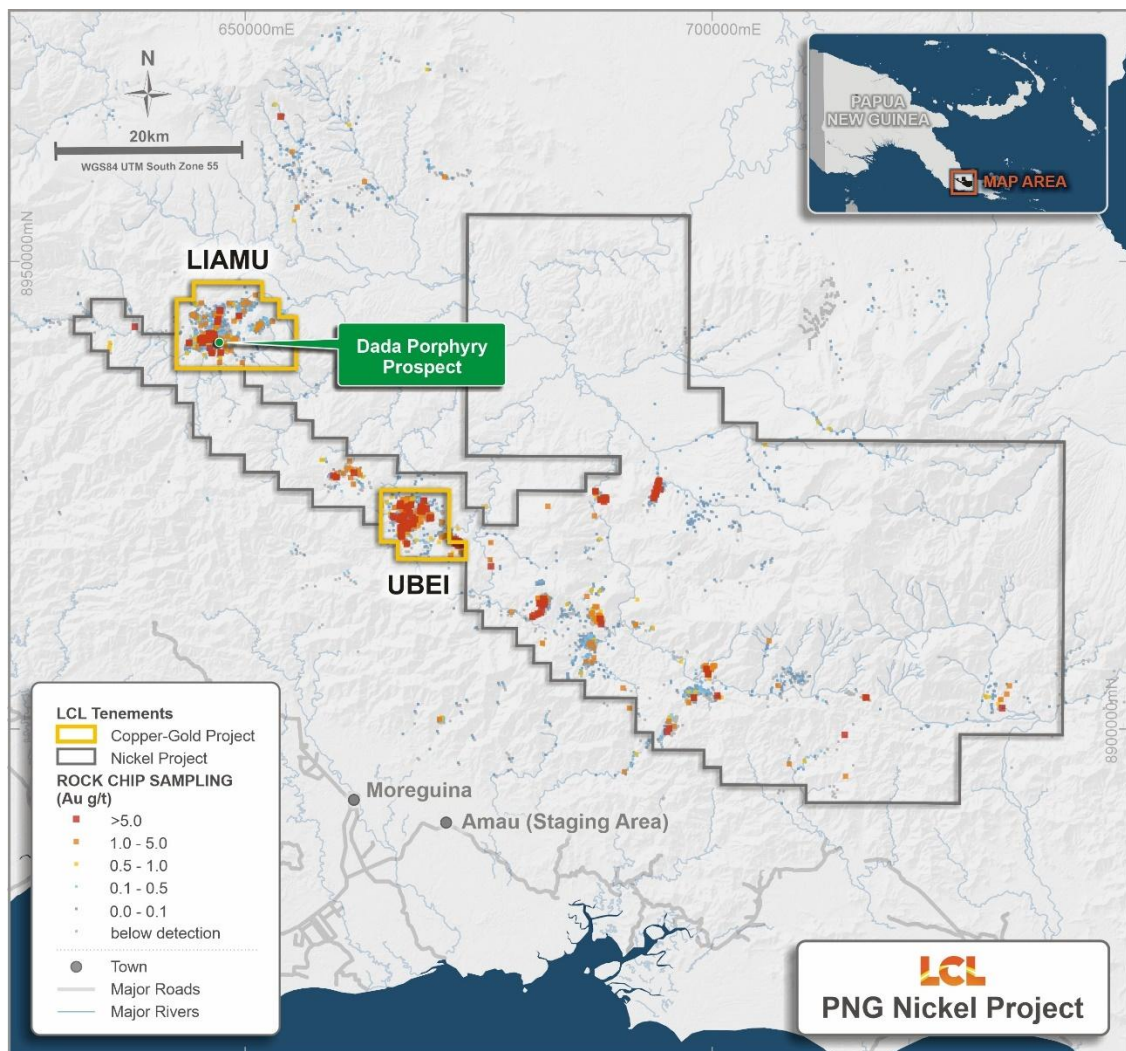 650000mE
700000mE
N
20km
WGS84 UTM South Zone 55
PAPUA
NEW GUINEA
MAP AREA
8950000mN
LIAMU
Dada Porphyry
Prospect
UBEI
8900000mN
LCL Tenements
Copper-Gold Project
Nickel Project
ROCK CHIP SAMPLING
(Au g/t)
>5.0
1.0 - 5.0
0.5 - 1.0
0.1 - 0.5
0.0 - 0.1
below detection
Town
Major Roads
Major Rivers
Moreguina
Amau (Staging Area)
LCL
PNG Nickel Project